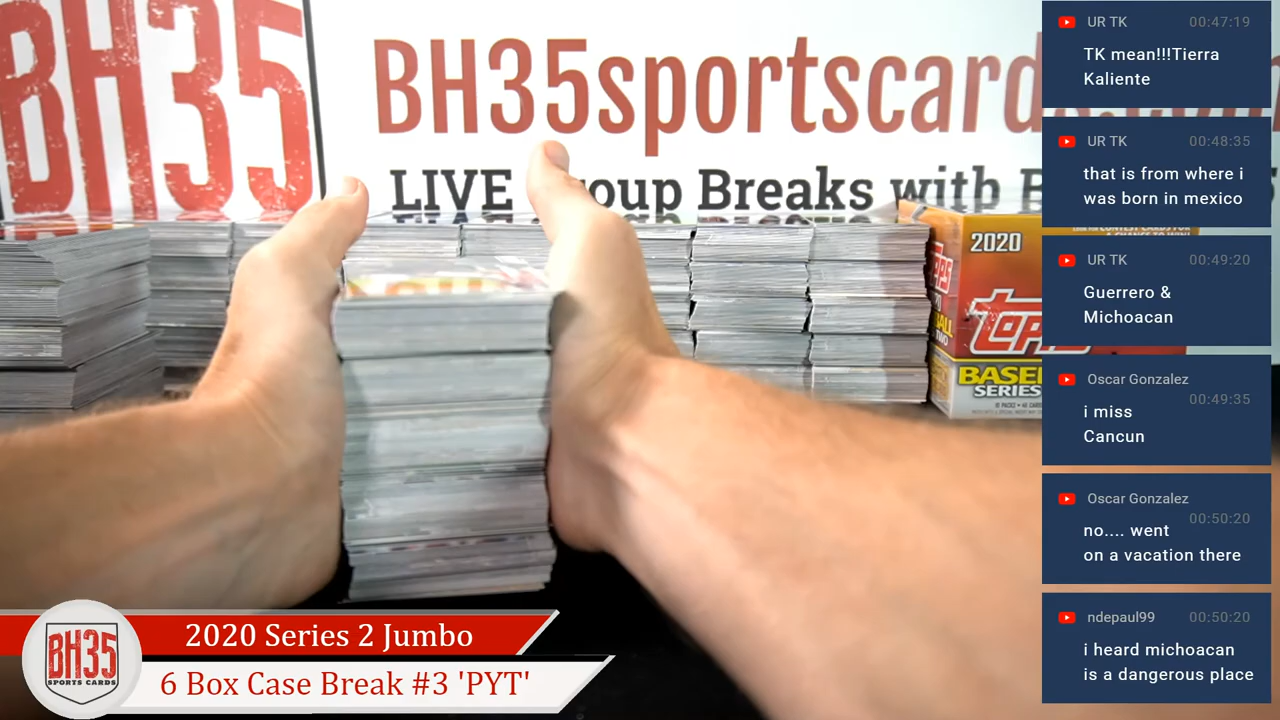 BH35
BH35sportscard
LIVE roup Breaks with B
2020
TOPPS
BASE
SERIES
2020 Series 2 Jumbo
6 Box Case Break #3 'PYT'
BH35
SPORTS CARDS
UR TK 00:47:19
TK mean!!!Tierra
Kaliente
UR TK 00:48:35
that is from where i
was born in mexico
UR TK 00:49:20
Guerrero &
Michoacan
Oscar Gonzalez
00:49:35
i miss
Cancun
Oscar Gonzalez
00:50:20
no.... went
on a vacation there
ndepaul99 00:50:20
i heard michoacan
is a dangerous place